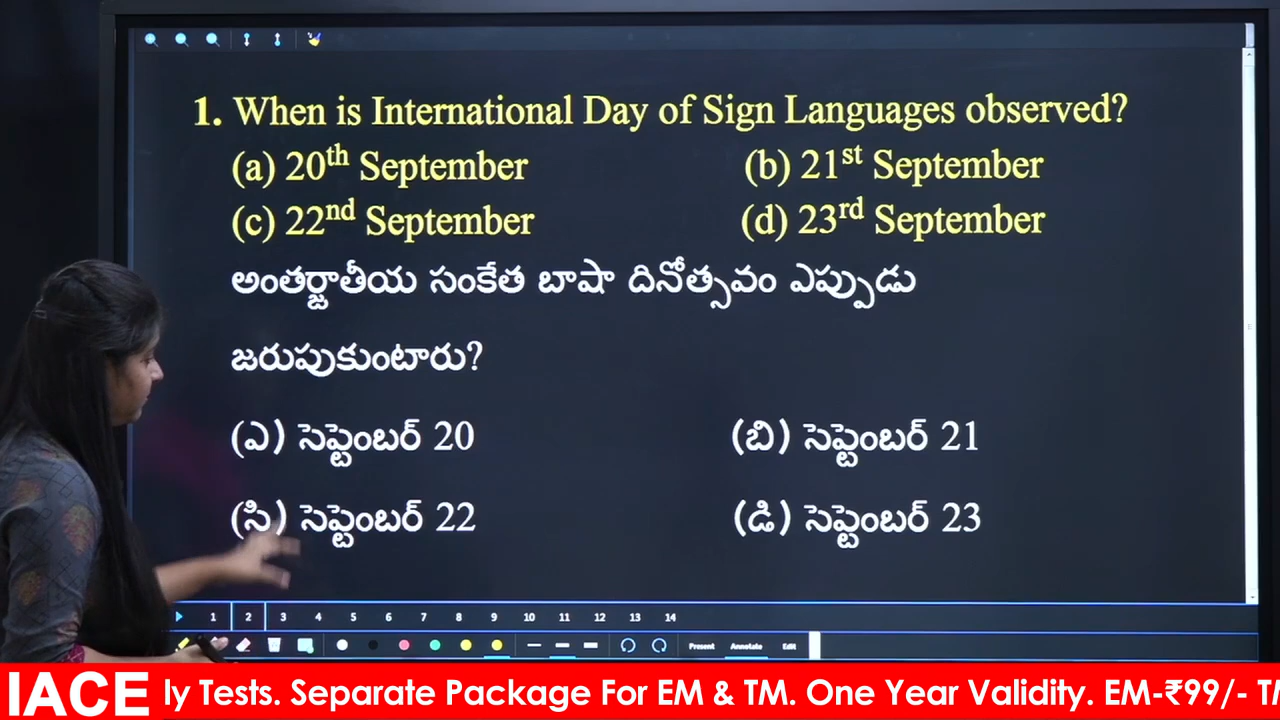 1. When is International Day of Sign Languages observed?
(a) 20th September (b) 21st September
(c) 22nd September (d) 23rd September
అంతర్జాతీయ సంకేత బాషా దినోత్సవం ఎప్పుడు
జరుపుకుంటారు?
(ఎ) సెప్టెంబర్ 20 (బి) సెప్టెంబర్ 21
(సి) సెప్టెంబర్ 22 (డి) సెప్టెంబర్ 23
1 2 3 4 5 6 7 8 9 10 11 12 13 14
Present Annotate Edit
IACE ly Tests. Separate Package For EM & TM. One Year Validity. EM-₹99/- TM